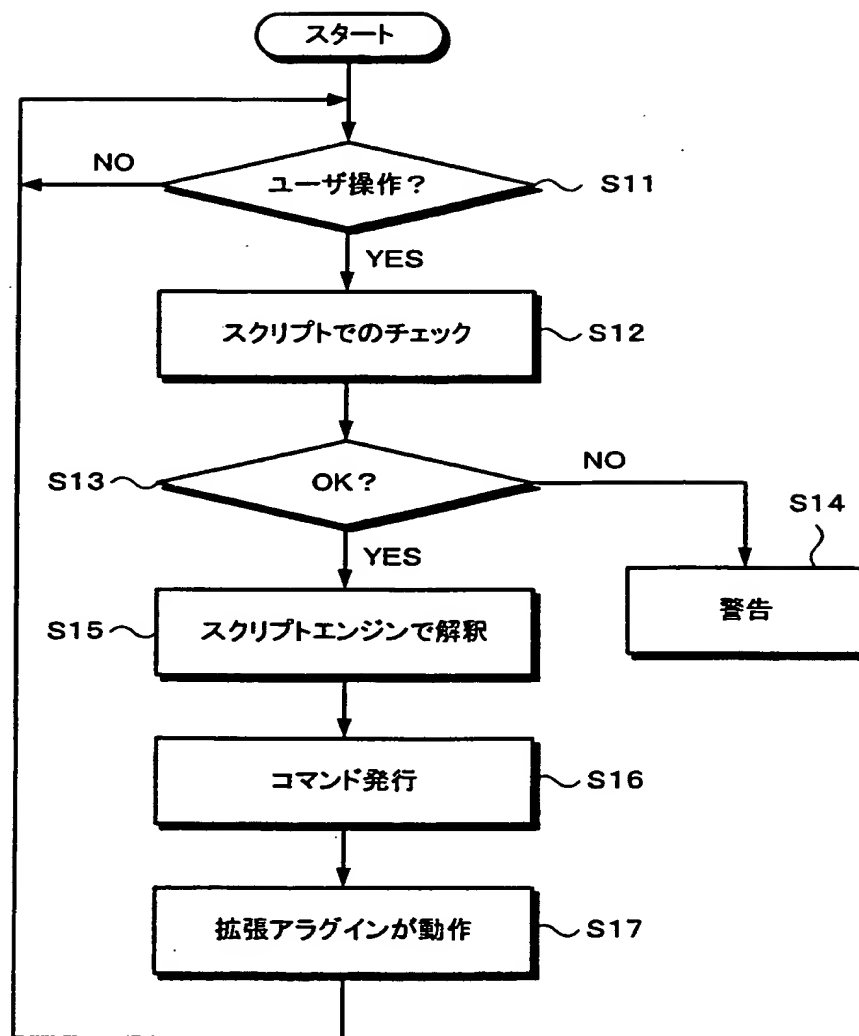 スタート
NO
ユーザ操作？
S11
YES
スクリプトでのチェック
S12
S13
OK？
NO
S14
YES
警告
S15
スクリプトエンジンで解釈
コマンド発行
S16
拡張アラグインが動作
S17